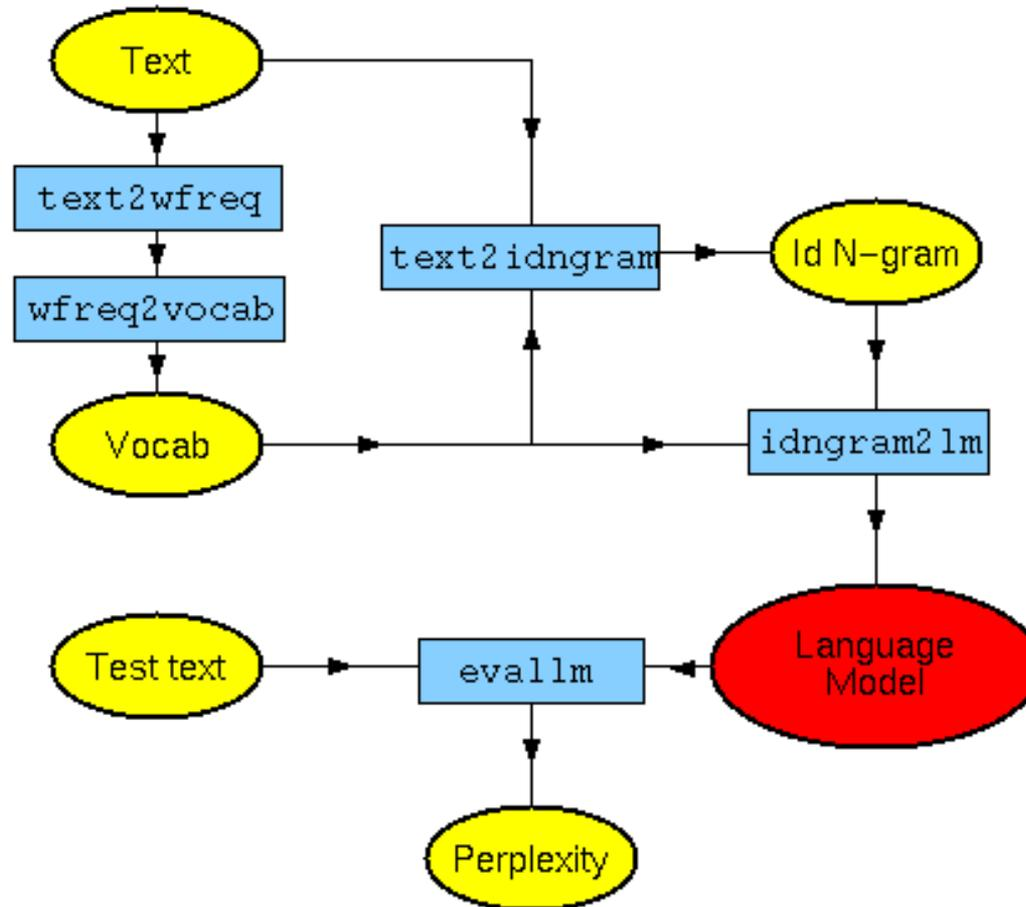 Text
text2wfreq
wfreq2vocab
Vocab
text2idngram
Id N-gram
idngram2lm
Language
Model
Test text
evallm
Perplexity